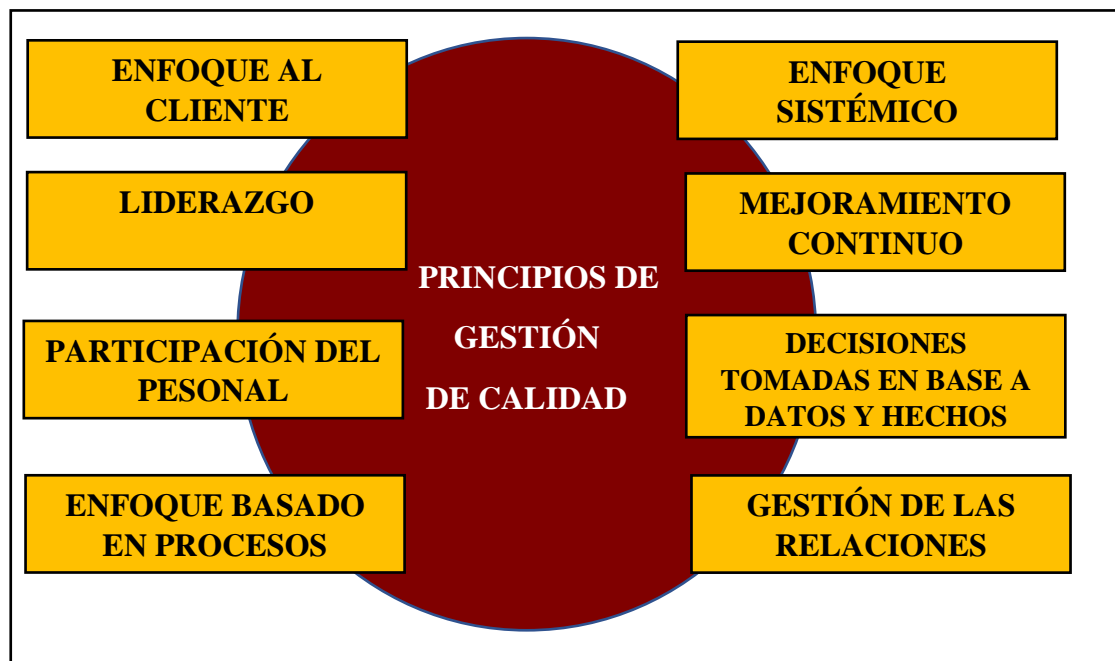 ENFOQUE AL
CLIENTE
LIDERAZGO
PARTICIPACIÓN DEL
PESONAL
ENFOQUE BASADO
EN PROCESOS
PRINCIPIOS DE
GESTIÓN
DE CALIDAD
ENFOQUE
SISTÉMICO
MEJORAMIENTO
CONTINUO
DECISIONES
TOMADAS EN BASE A
DATOS Y HECHOS
GESTIÓN DE LAS
RELACIONES